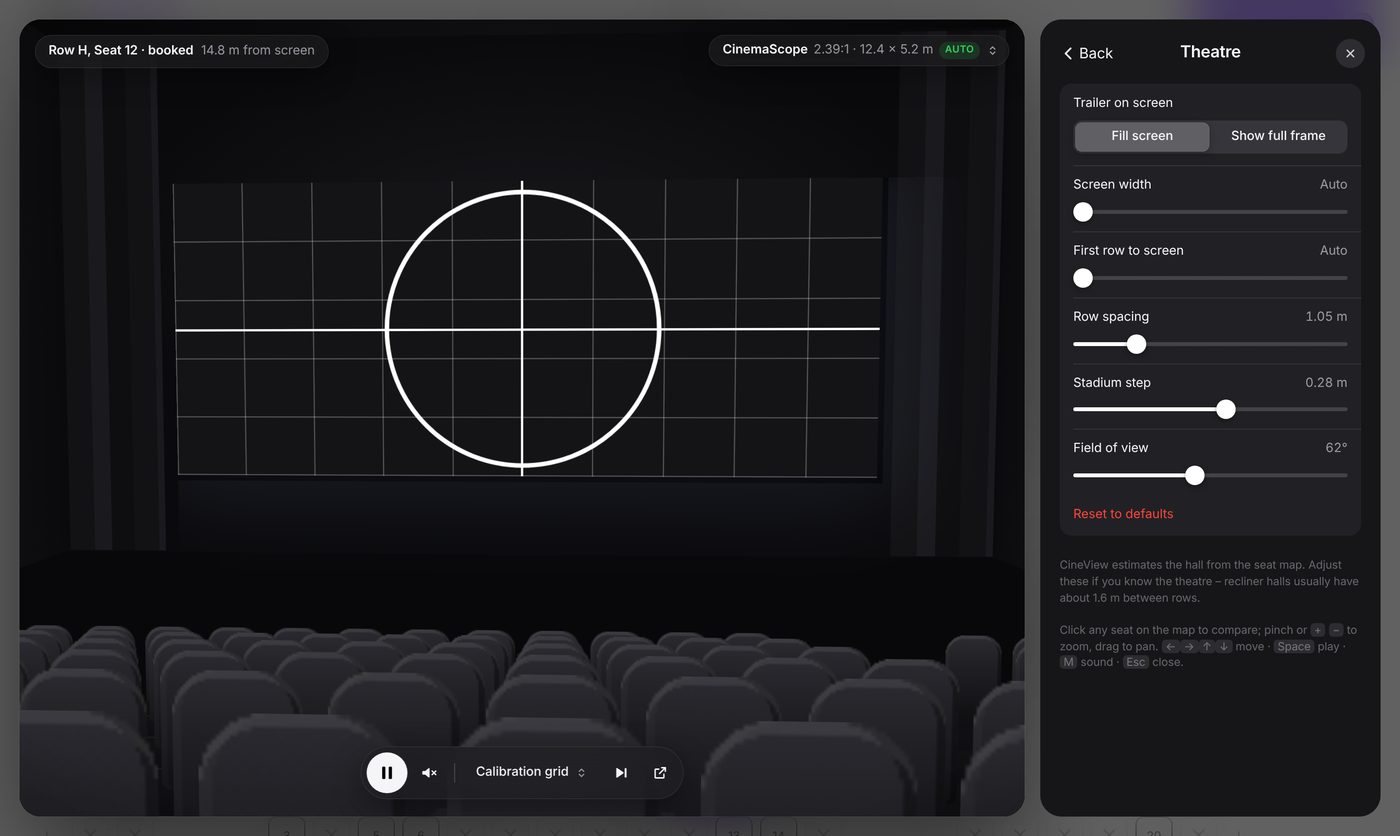 Row H, Seat 12 · booked 14.8 m from screen
CinemaScope 2.39:1 · 12.4 × 5.2 m AUTO
Calibration grid
Back
Theatre
Trailer on screen
Fill screen
Show full frame
Screen width Auto
First row to screen Auto
Row spacing 1.05 m
Stadium step 0.28 m
Field of view 62°
Reset to defaults
CineView estimates the hall from the seat map. Adjust
these if you know the theatre – recliner halls usually have
about 1.6 m between rows.
Click any seat on the map to compare; pinch or + − to
zoom, drag to pan. ← → ↑ ↓ move · Space play ·
M sound · Esc close.